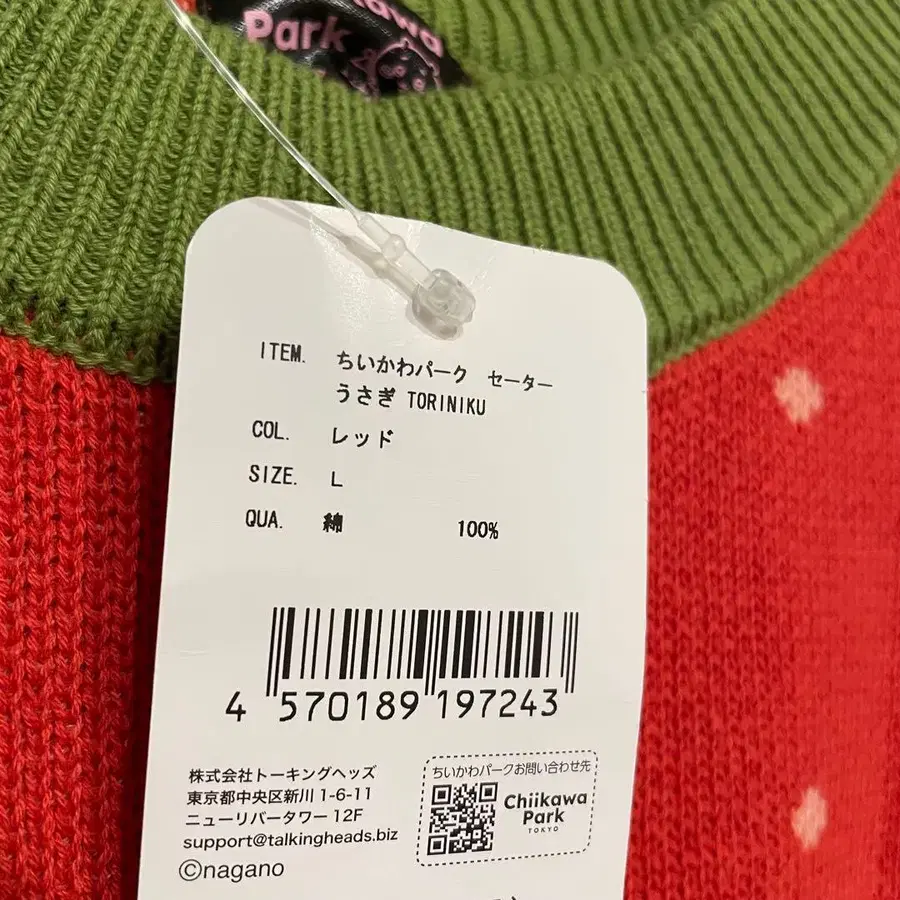 Park
kawa
ITEM. ちいかわパーク セーター
うさぎ TORINIKU
COL. レッド
SIZE. L
QUA. 綿 100%
4 570189 197243
株式会社トーキングヘッズ
東京都中央区新川 1-6-11
ニューリバータワー 12F
support@talkingheads.biz
©nagano
ちいかわパークお問い合わせ先
Chiikawa
Park
TOKYO